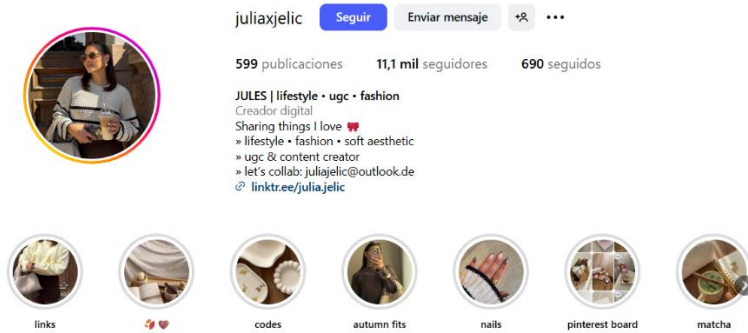 juliaxjelic Seguir Enviar mensaje
599 publicaciones 11,1 mil seguidores 690 seguidos
JULES | lifestyle • ugc • fashion
Creador digital
Sharing things I love 🎀
» lifestyle • fashion • soft aesthetic
» ugc & content creator
» let's collab: juliajelic@outlook.de
linktr.ee/julia.jelic
links 🍂🤎 codes autumn fits nails pinterest board matcha